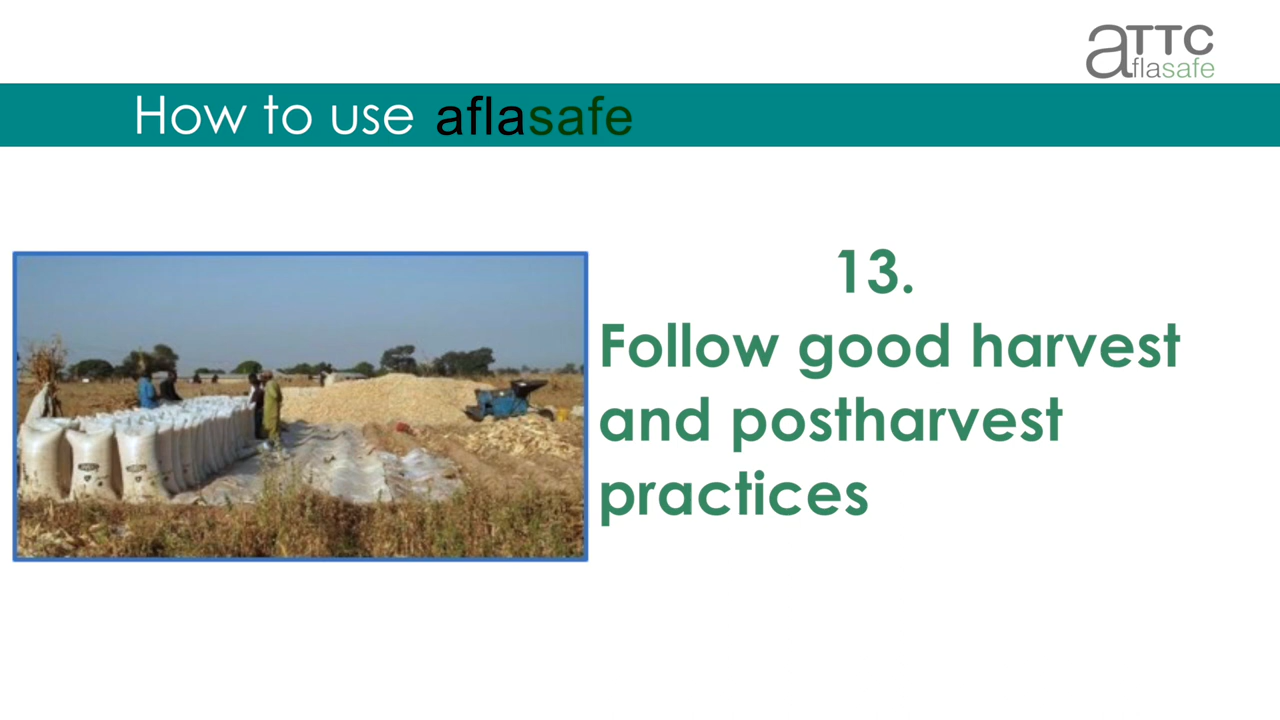 aTTC
aflasafe
How to use aflasafe
13.
Follow good harvest
and postharvest
practices